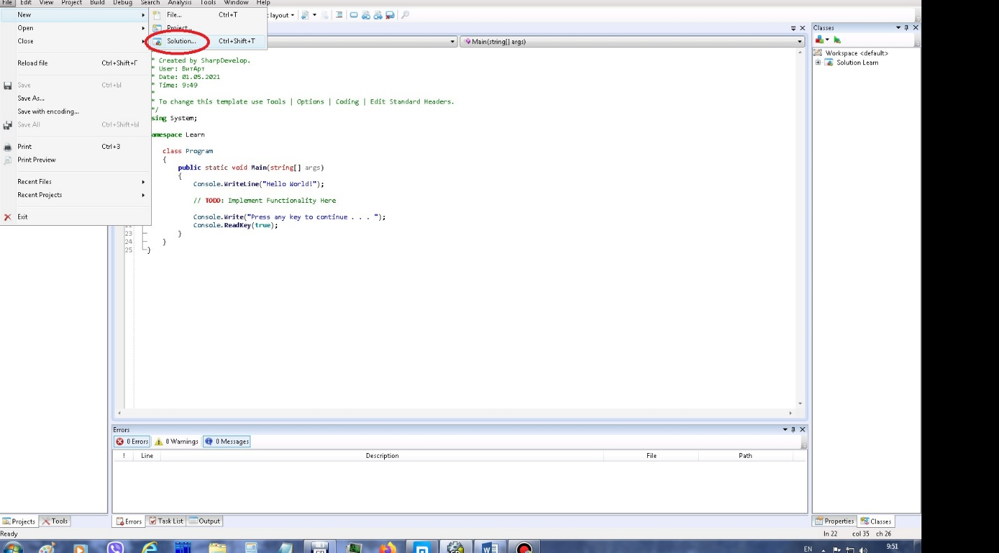 File Edit View Project Build Debug Search Analysis Tools Window Help
New
File... Ctrl+T
layout
Open
Project...
Close
Solution... Ctrl+Shift+T
Main(string[] args)
Reload file Ctrl+Shift+Г
Save Ctrl+Ы
Save As...
Save with encoding...
Save All Ctrl+Shift+Ы
Print Ctrl+З
Print Preview
Recent Files
Recent Projects
Exit
* Created by SharpDevelop.
* User: ВитАрт
* Date: 01.05.2021
* Time: 9:49
*
* To change this template use Tools | Options | Coding | Edit Standard Headers.
*/
sing System;
amespace Learn
class Program
{
public static void Main(string[] args)
{
Console.WriteLine("Hello World!");
// TODO: Implement Functionality Here
Console.Write("Press any key to continue . . . ");
Console.ReadKey(true);
23 }
24 }
25 }
Classes
Workspace <default>
Solution Learn
Errors
0 Errors 0 Warnings 0 Messages
! Line Description File Path
Projects Tools
Errors Task List Output
Properties Classes
Ready
ln 22 col 35 ch 26
EN 9:51